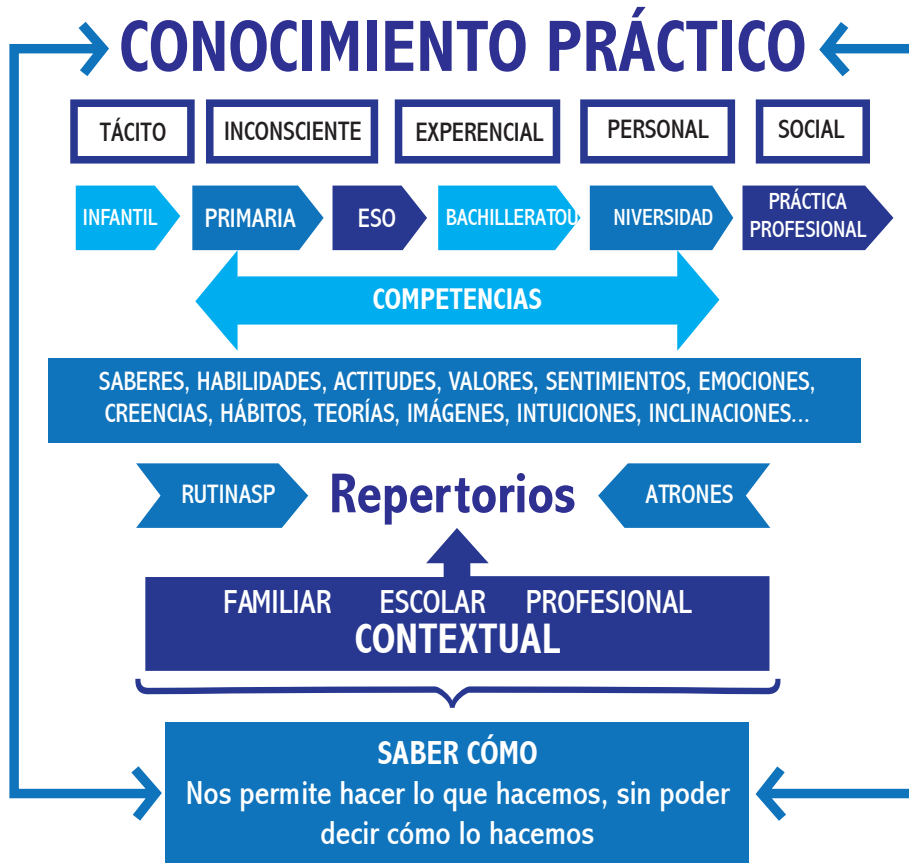 CONOCIMIENTO PRÁCTICO
TÁCITO
INCONSCIENTE
EXPERENCIAL
PERSONAL
SOCIAL
INFANTIL
PRIMARIA
ESO
BACHILLERATOU
NIVERSIDAD
PRÁCTICA
PROFESIONAL
COMPETENCIAS
SABERES, HABILIDADES, ACTITUDES, VALORES, SENTIMIENTOS, EMOCIONES,
CREENCIAS, HÁBITOS, TEORÍAS, IMÁGENES, INTUICIONES, INCLINACIONES...
RUTINASP
Repertorios
ATRONES
FAMILIAR ESCOLAR PROFESIONAL
CONTEXTUAL
SABER CÓMO
Nos permite hacer lo que hacemos, sin poder
decir cómo lo hacemos